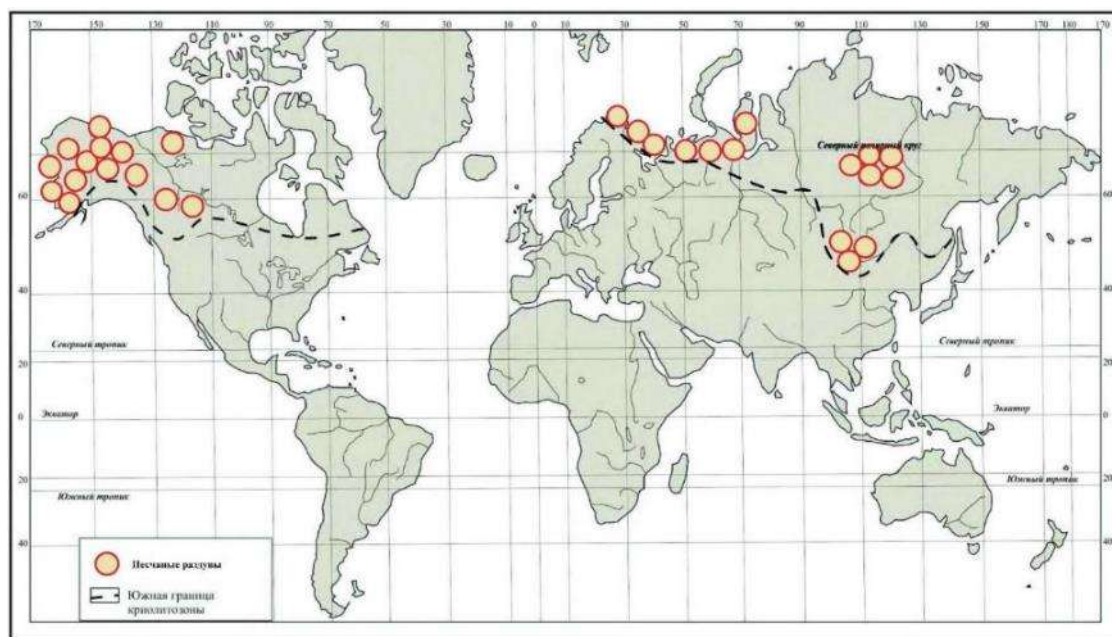 170 150 130 110 90 70 50 30 10 0 10 30 50 70 90 110 130 150 170 180 170
Северный полярный круг
60 60
40 40
Северный тропик Северный тропик
20 20
Экватор Экватор
0 0
20 20
Южный тропик Южный тропик
40 40
Песчаные раздувы
Южная граница
криолитозоны